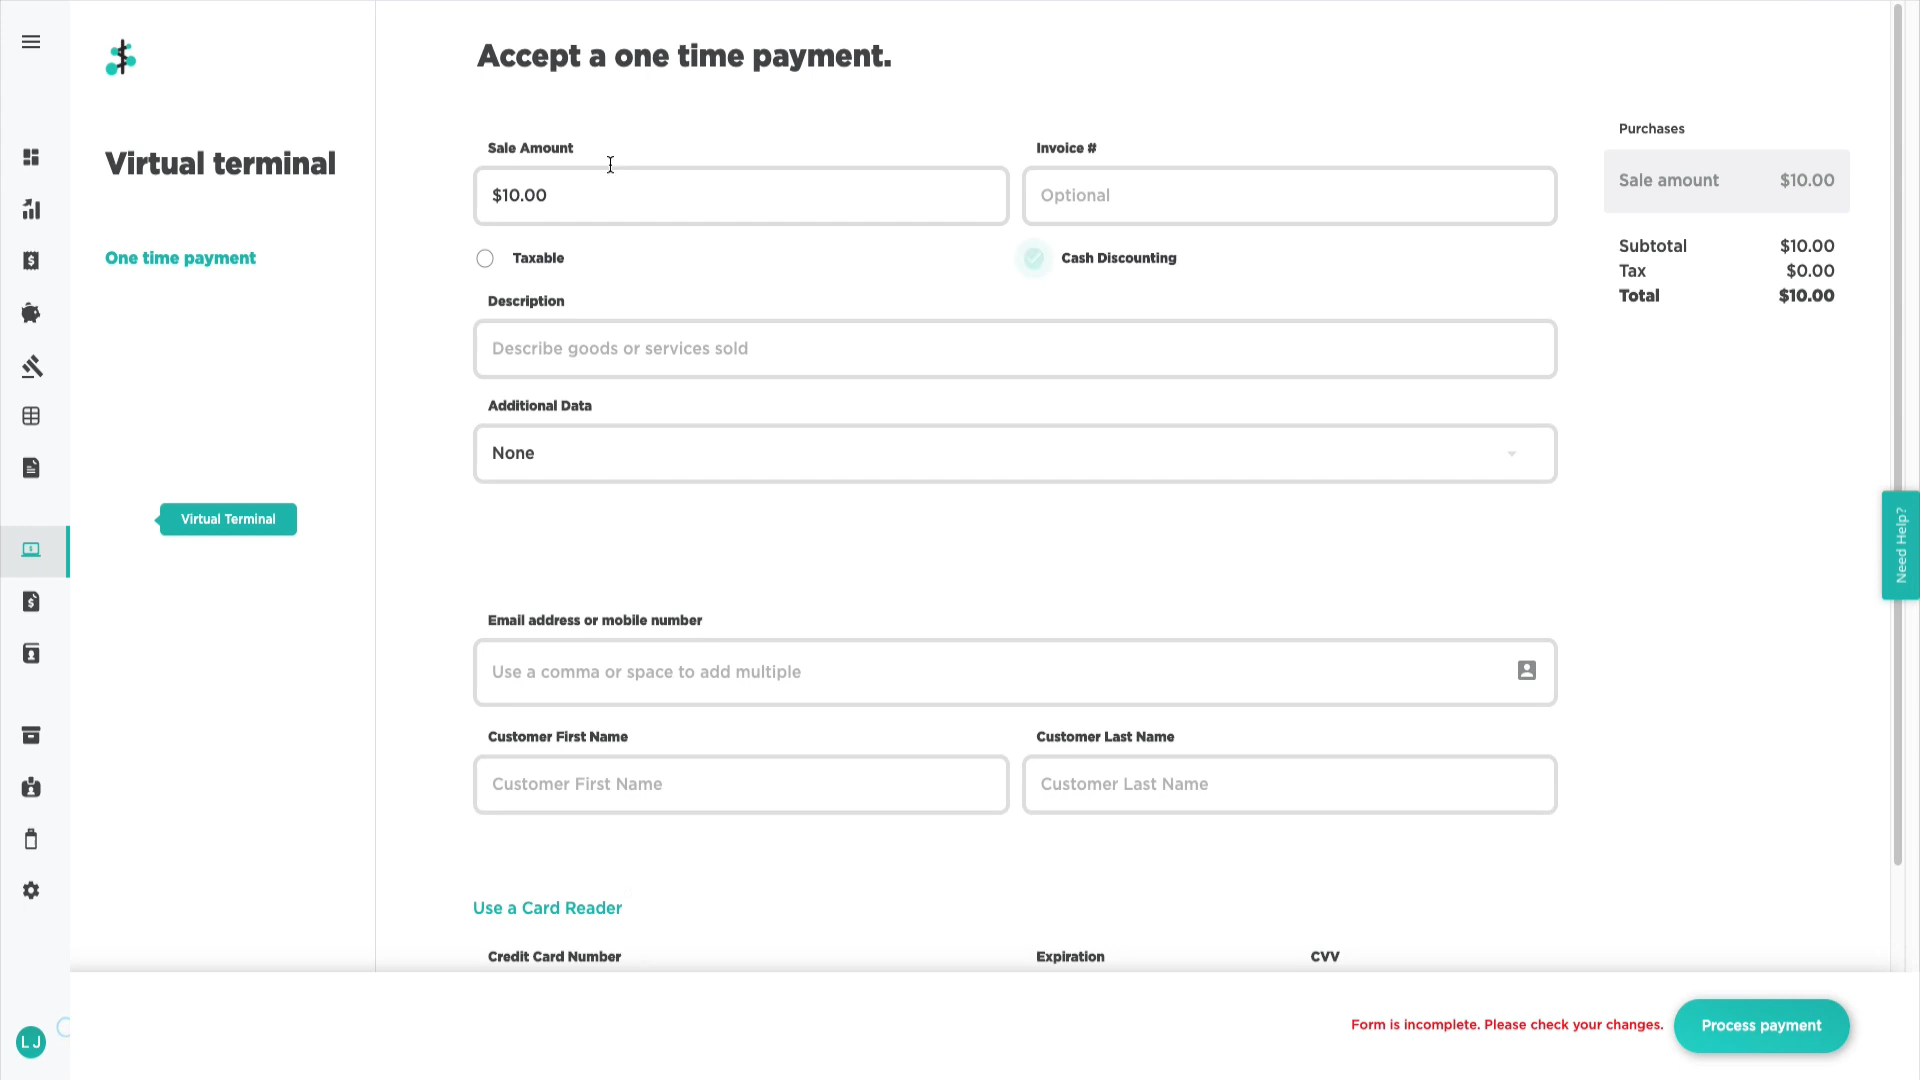 Accept a one time payment.
Virtual terminal
One time payment
Virtual Terminal
Sale Amount
$10.00
Invoice #
Optional
Taxable
Cash Discounting
Description
Describe goods or services sold
Additional Data
None
Email address or mobile number
Use a comma or space to add multiple
Customer First Name
Customer First Name
Customer Last Name
Customer Last Name
Use a Card Reader
Credit Card Number
Expiration
CVV
Purchases
Sale amount $10.00
Subtotal $10.00
Tax $0.00
Total $10.00
Need Help?
LJ
Form is incomplete. Please check your changes.
Process payment